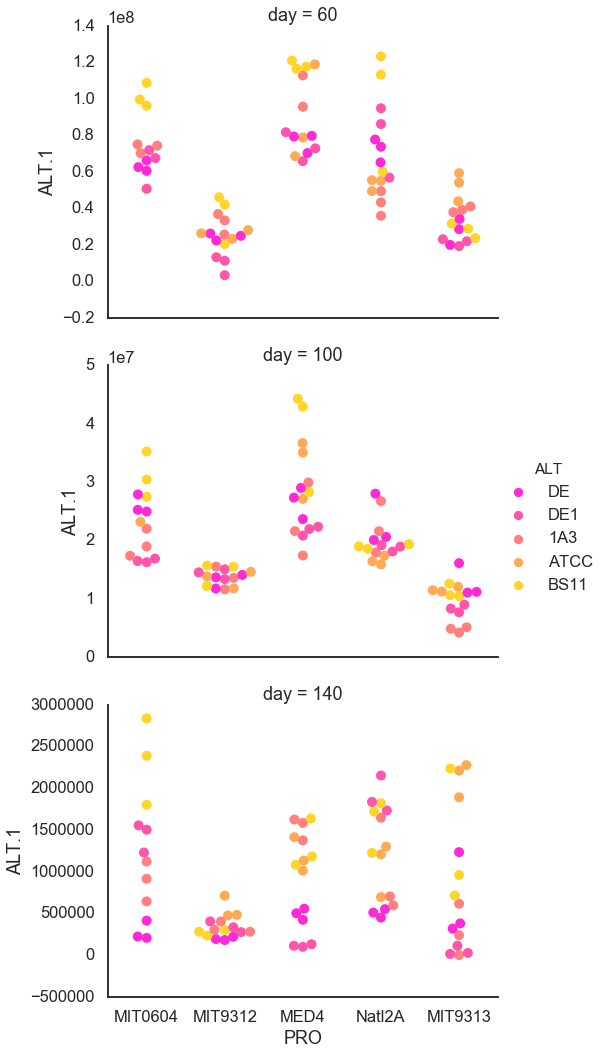 day = 60
1e8
1.4
1.2
1.0
0.8
0.6
0.4
0.2
0.0
−0.2
ALT.1
day = 100
1e7
5
4
3
2
1
0
ALT.1
ALT
DE
DE1
1A3
ATCC
BS11
day = 140
3000000
2500000
2000000
1500000
1000000
500000
0
−500000
ALT.1
MIT0604 MIT9312 MED4 Natl2A MIT9313
PRO